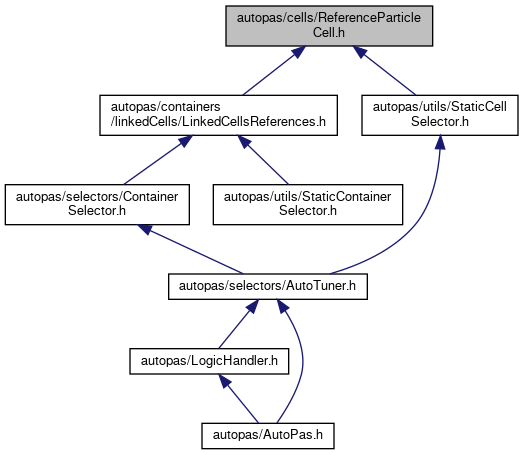 autopas/cells/ReferenceParticle
Cell.h
autopas/containers
/linkedCells/LinkedCellsReferences.h
autopas/utils/StaticCell
Selector.h
autopas/selectors/Container
Selector.h
autopas/utils/StaticContainer
Selector.h
autopas/selectors/AutoTuner.h
autopas/LogicHandler.h
autopas/AutoPas.h